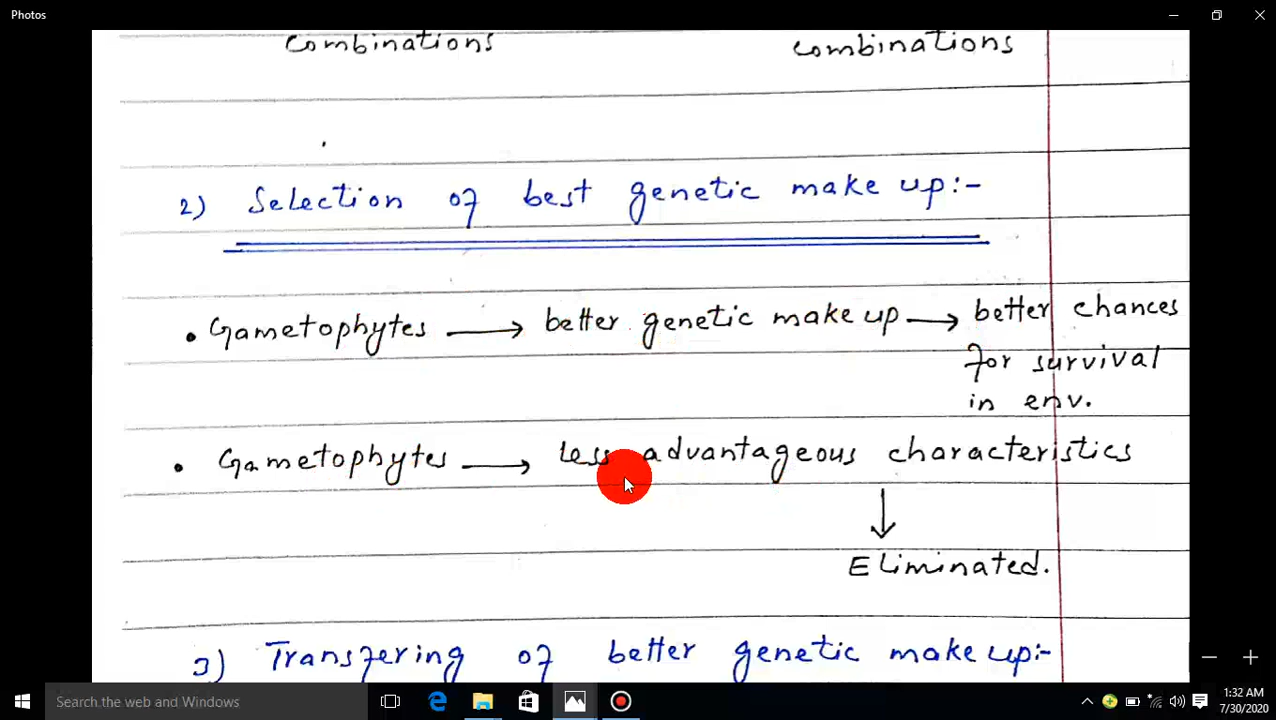 Photos
combinations combinations
2) Selection of best genetic make up:-
• Gametophytes → better genetic make up → better chances
for survival
in env.
• Gametophytes → less advantageous characteristics
↓
Eliminated.
3) Transfering of better genetic make up:-
Search the web and Windows
1:32 AM
7/30/2020